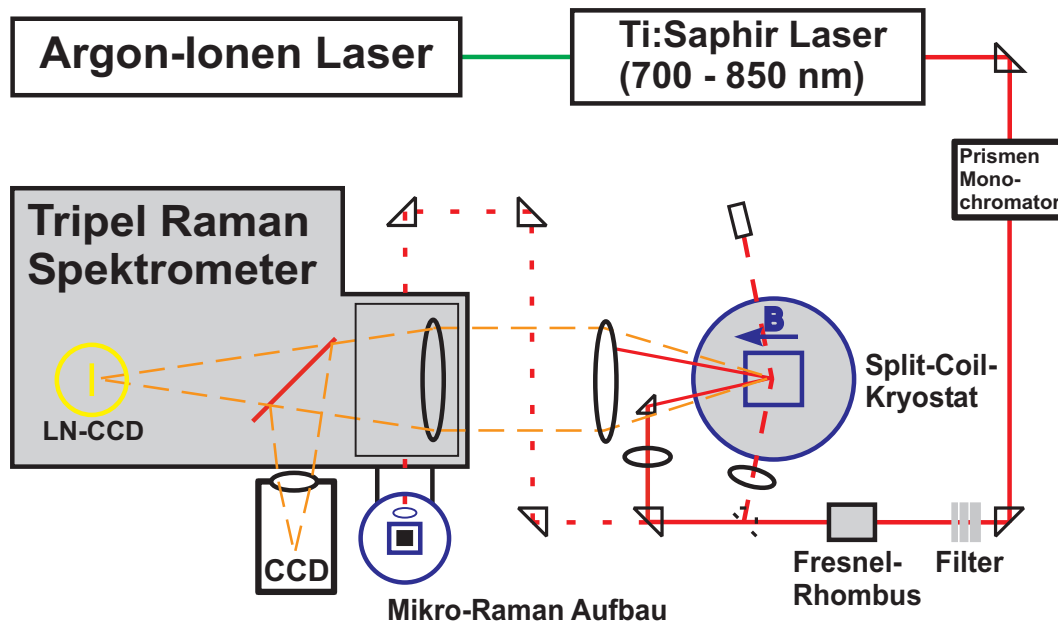 Argon-Ionen Laser
Ti:Saphir Laser
(700 - 850 nm)
Prismen
Mono-
chromator
Tripel Raman
Spektrometer
B
Split-Coil-
Kryostat
LN-CCD
CCD
Fresnel-
Rhombus
Filter
Mikro-Raman Aufbau